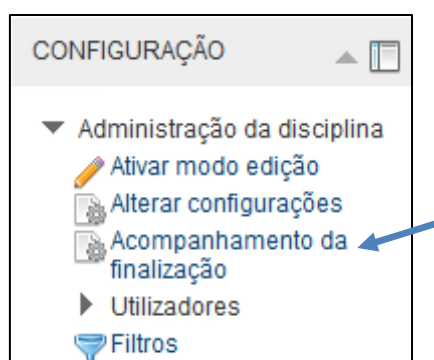 CONFIGURAÇÃO
Administração da disciplina
Ativar modo edição
Alterar configurações
Acompanhamento da
finalização
Utilizadores
Filtros